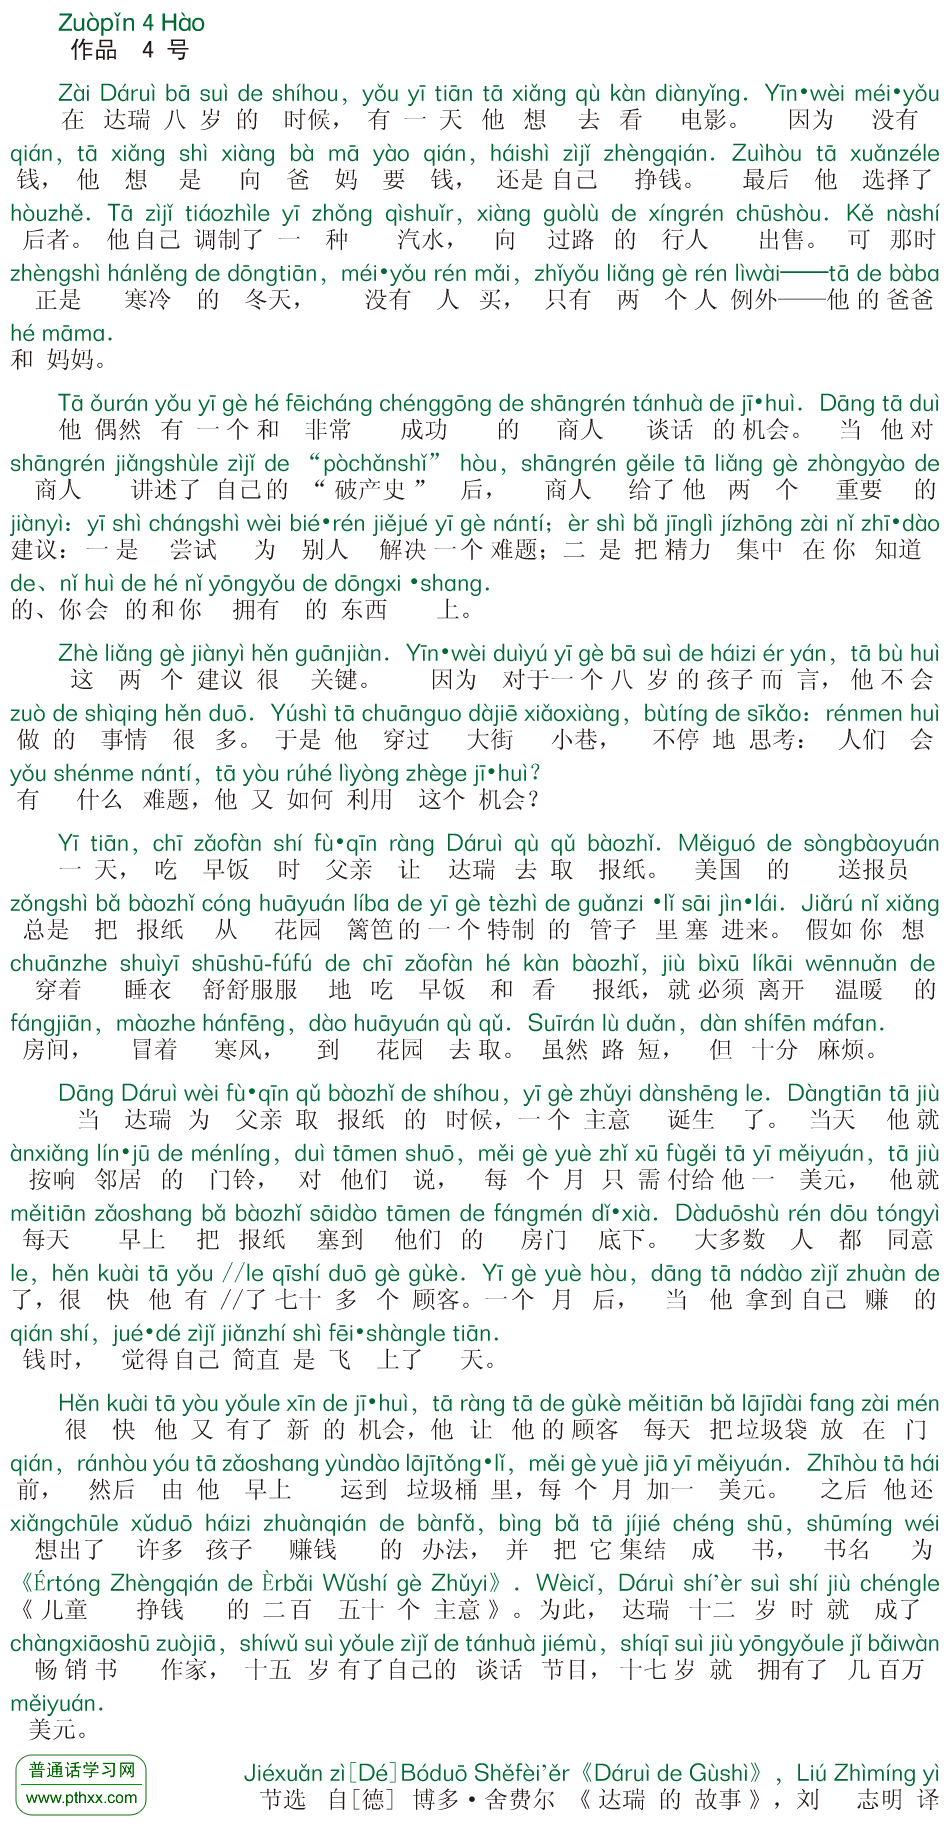 Zuòpǐn 4 Hào
作品 4 号
Zài Dáruì bā suì de shíhou, yǒu yī tiān tā xiǎng qù kàn diànyǐng. Yīn•wèi méi•yǒu
在 达瑞 八 岁 的 时候, 有 一 天 他 想 去 看 电影。 因为 没有
qián, tā xiǎng shì xiàng bà mā yào qián, háishì zìjǐ zhèngqián. Zuìhòu tā xuǎnzéle
钱, 他 想 是 向 爸 妈 要 钱, 还是 自己 挣钱。 最后 他 选择了
hòuzhě. Tā zìjǐ tiáozhìle yī zhǒng qìshuǐr, xiàng guòlù de xíngrén chūshòu. Kě nàshí
后者。 他 自己 调制了 一 种 汽水, 向 过路 的 行人 出售。 可 那时
zhèngshì hánlěng de dōngtiān, méi•yǒu rén mǎi, zhǐyǒu liǎng gè rén lìwài——tā de bàba
正是 寒冷 的 冬天, 没有 人 买, 只有 两 个 人 例外——他 的 爸爸
hé māma.
和 妈妈。
Tā ǒurán yǒu yī gè hé fēicháng chénggōng de shāngrén tánhuà de jī•huì. Dāng tā duì
他 偶然 有 一 个 和 非常 成功 的 商人 谈话 的 机会。 当 他 对
shāngrén jiǎngshùle zìjǐ de “pòchǎnshǐ” hòu, shāngrén gěile tā liǎng gè zhòngyào de
商人 讲述了 自己 的 “ 破产史 ” 后, 商人 给了 他 两 个 重要 的
jiànyì: yī shì chángshì wèi bié•rén jiějué yī gè nántí; èr shì bǎ jīnglì jízhōng zài nǐ zhī•dào
建议: 一 是 尝试 为 别人 解决 一 个 难题; 二 是 把 精力 集中 在 你 知道
de、nǐ huì de hé nǐ yōngyǒu de dōngxi •shang.
的、你 会 的 和 你 拥有 的 东西 上。
Zhè liǎng gè jiànyì hěn guānjiàn. Yīn•wèi duìyú yī gè bā suì de háizi ér yán, tā bù huì
这 两 个 建议 很 关键。 因为 对于 一 个 八 岁 的 孩子 而 言, 他 不 会
zuò de shìqing hěn duō. Yúshì tā chuānguo dàjiē xiǎoxiàng, bùtíng de sīkǎo: rénmen huì
做 的 事情 很 多。 于是 他 穿过 大街 小巷, 不停 地 思考: 人们 会
yǒu shénme nántí, tā yòu rúhé lìyòng zhège jī•huì?
有 什么 难题, 他 又 如何 利用 这个 机会?
Yī tiān, chī zǎofàn shí fù•qīn ràng Dáruì qù qǔ bàozhǐ. Měiguó de sòngbàoyuán
一 天, 吃 早饭 时 父亲 让 达瑞 去 取 报纸。 美国 的 送报员
zǒngshì bǎ bàozhǐ cóng huāyuán líba de yī gè tèzhì de guǎnzi •lǐ sāi jìn•lái. Jiǎrú nǐ xiǎng
总是 把 报纸 从 花园 篱笆 的 一 个 特制 的 管子 里 塞 进来。 假如 你 想
chuānzhe shuìyī shūshū-fúfú de chī zǎofàn hé kàn bàozhǐ, jiù bìxū líkāi wēnnuǎn de
穿着 睡衣 舒舒服服 地 吃 早饭 和 看 报纸, 就 必须 离开 温暖 的
fángjiān, màozhe hánfēng, dào huāyuán qù qǔ. Suīrán lù duǎn, dàn shífēn máfan.
房间, 冒着 寒风, 到 花园 去 取。 虽然 路 短, 但 十分 麻烦。
Dāng Dáruì wèi fù•qīn qǔ bàozhǐ de shíhou, yī gè zhǔyi dànshēng le. Dàngtiān tā jiù
当 达瑞 为 父亲 取 报纸 的 时候, 一 个 主意 诞生 了。 当天 他 就
ànxiǎng lín•jū de ménlíng, duì tāmen shuō, měi gè yuè zhǐ xū fùgěi tā yī měiyuán, tā jiù
按响 邻居 的 门铃, 对 他们 说, 每 个 月 只 需 付给 他 一 美元, 他 就
měitiān zǎoshang bǎ bàozhǐ sāidào tāmen de fángmén dǐ•xià. Dàduōshù rén dōu tóngyì
每天 早上 把 报纸 塞到 他们 的 房门 底下。 大多数 人 都 同意
le, hěn kuài tā yǒu //le qīshí duō gè gùkè. Yī gè yuè hòu, dāng tā nádào zìjǐ zhuàn de
了, 很 快 他 有 //了 七十 多 个 顾客。 一个 月 后, 当 他 拿到 自己 赚 的
qián shí, jué•dé zìjǐ jiǎnzhí shì fēi•shàngle tiān.
钱 时, 觉得 自己 简直 是 飞 上了 天。
Hěn kuài tā yòu yǒule xīn de jī•huì, tā ràng tā de gùkè měitiān bǎ lājīdài fang zài mén
很 快 他 又 有了 新 的 机会, 他 让 他 的 顾客 每天 把 垃圾袋 放 在 门
qián, ránhòu yóu tā zǎoshang yùndào lājītǒng•lǐ, měi gè yuè jiā yī měiyuán. Zhīhòu tā hái
前, 然后 由 他 早上 运到 垃圾桶 里, 每 个 月 加一 美元。 之后 他 还
xiǎngchūle xǔduō háizi zhuànqián de bànfǎ, bìng bǎ tā jíjié chéng shū, shūmíng wéi
想出了 许多 孩子 赚钱 的 办法, 并 把 它 集结 成 书, 书名 为
《Értóng Zhèngqián de Èrbǎi Wǔshí gè Zhǔyi》. Wèicǐ, Dáruì shí’èr suì shí jiù chéngle
《 儿童 挣钱 的 二百 五十 个 主意 》。为此, 达瑞 十二 岁 时 就 成了
chàngxiāoshū zuòjiā, shíwǔ suì yǒule zìjǐ de tánhuà jiémù, shíqī suì jiù yōngyǒule jǐ bǎiwàn
畅 销 书 作家, 十五 岁 有了 自己 的 谈话 节目, 十七 岁 就 拥有了 几 百万
měiyuán.
美元。
Jiéxuǎn zì[Dé]Bóduō Shěfèi’ěr《Dáruì de Gùshì》, Liú Zhìmíng yì
节选 自[德] 博多·舍费尔 《 达瑞 的 故事 》, 刘 志明 译
普通话学习网
www.pthxx.com